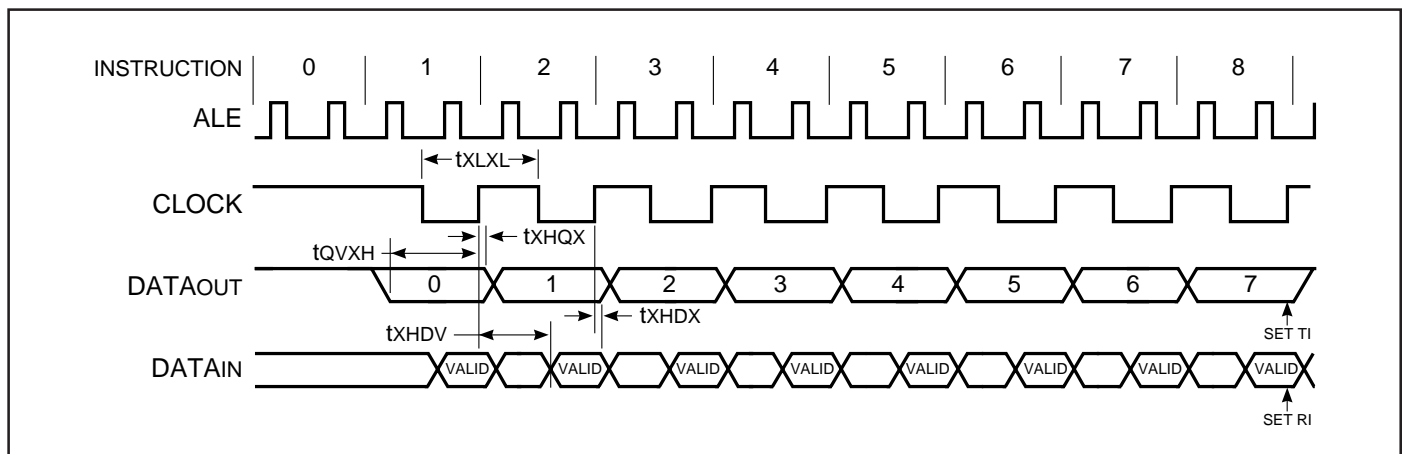 INSTRUCTION 0 1 2 3 4 5 6 7 8
ALE
tXLXL
CLOCK
tXHQX
tQVXH
DATAOUT 0 1 2 3 4 5 6 7
tXHDX
tXHDV
SET TI
DATAIN VALID VALID VALID VALID VALID VALID VALID VALID
SET RI